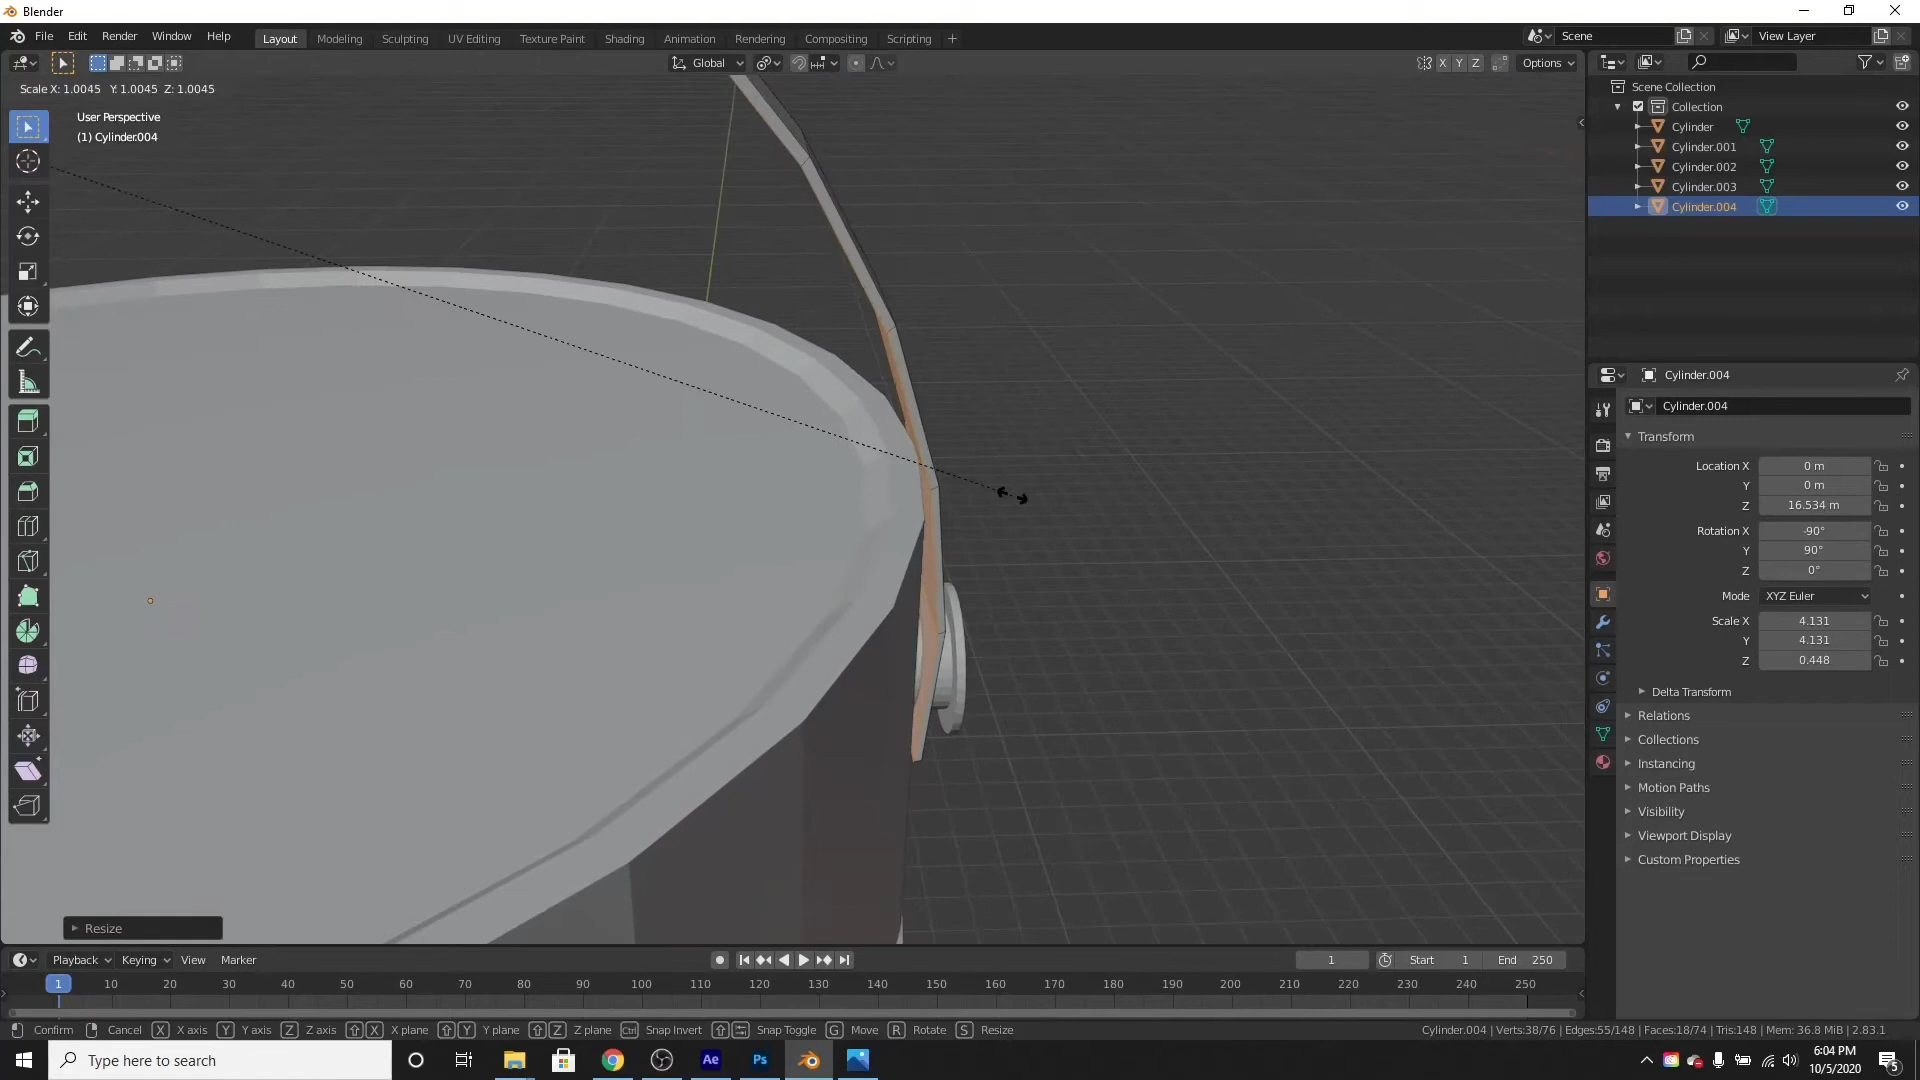 Blender
File Edit Render Window Help Layout Modeling Sculpting UV Editing Texture Paint Shading Animation Rendering Compositing Scripting + Scene View Layer
Global X Y Z Options
Scale X: 1.0045 Y: 1.0045 Z: 1.0045
User Perspective
(1) Cylinder.004
Scene Collection
Collection
Cylinder
Cylinder.001
Cylinder.002
Cylinder.003
Cylinder.004
Cylinder.004
Cylinder.004
Transform
Location X 0 m
Y 0 m
Z 16.534 m
Rotation X -90°
Y 90°
Z 0°
Mode XYZ Euler
Scale X 4.131
Y 4.131
Z 0.448
Delta Transform
Relations
Collections
Instancing
Motion Paths
Visibility
Viewport Display
Custom Properties
Resize
Playback Keying View Marker 1 Start 1 End 250
1 10 20 30 40 50 60 70 80 90 100 110 120 130 140 150 160 170 180 190 200 210 220 230 240 250
Confirm Cancel X X axis Y Y axis Z Z axis X X plane Y Y plane Z Z plane Ctrl Snap Invert Snap Toggle G Move R Rotate S Resize Cylinder.004 | Verts:38/76 | Edges:55/148 | Faces:18/74 | Tris:148 | Mem: 36.8 MiB | 2.83.1
Type here to search Ae Ps 6:04 PM
10/5/2020 5